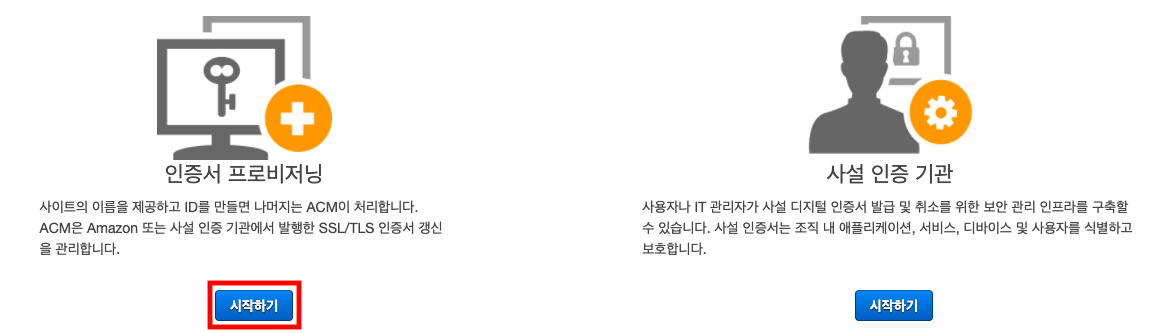 인증서 프로비저닝
사이트의 이름을 제공하고 ID를 만들면 나머지는 ACM이 처리합니다.
ACM은 Amazon 또는 사설 인증 기관에서 발행한 SSL/TLS 인증서 갱신
을 관리합니다.
시작하기
사설 인증 기관
사용자나 IT 관리자가 사설 디지털 인증서 발급 및 취소를 위한 보안 관리 인프라를 구축할
수 있습니다. 사설 인증서는 조직 내 애플리케이션, 서비스, 디바이스 및 사용자를 식별하고
보호합니다.
시작하기